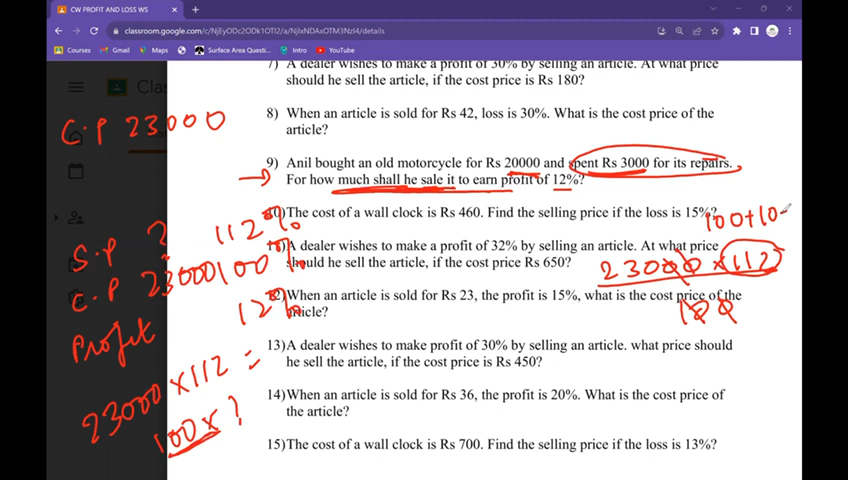 CW PROFIT AND LOSS WS
classroom.google.com/c/NjEyODc2ODk1OTI2/a/NjIxNDAxOTM3NzI4/details
Courses Gmail Maps Surface Area Questi... Intro YouTube
7) A dealer wishes to make a profit of 30% by selling an article. At what price
should he sell the article, if the cost price is Rs 180?
C.P 23000
8) When an article is sold for Rs 42, loss is 30%. What is the cost price of the
article?
9) Anil bought an old motorcycle for Rs 20000 and spent Rs 3000 for its repairs.
For how much shall he sale it to earn profit of 12%?
10)The cost of a wall clock is Rs 460. Find the selling price if the loss is 15%?
100+10
S.P ? 112%
11)A dealer wishes to make a profit of 32% by selling an article. At what price
should he sell the article, if the cost price Rs 650?
C.P 23000 100%
23000 × 112
100
12)When an article is sold for Rs 23, the profit is 15%, what is the cost price of the
article?
Profit 12%
13)A dealer wishes to make profit of 30% by selling an article. what price should
he sell the article, if the cost price is Rs 450?
23000 × 112 =
100 × ?
14)When an article is sold for Rs 36, the profit is 20%. What is the cost price of
the article?
15)The cost of a wall clock is Rs 700. Find the selling price if the loss is 13%?